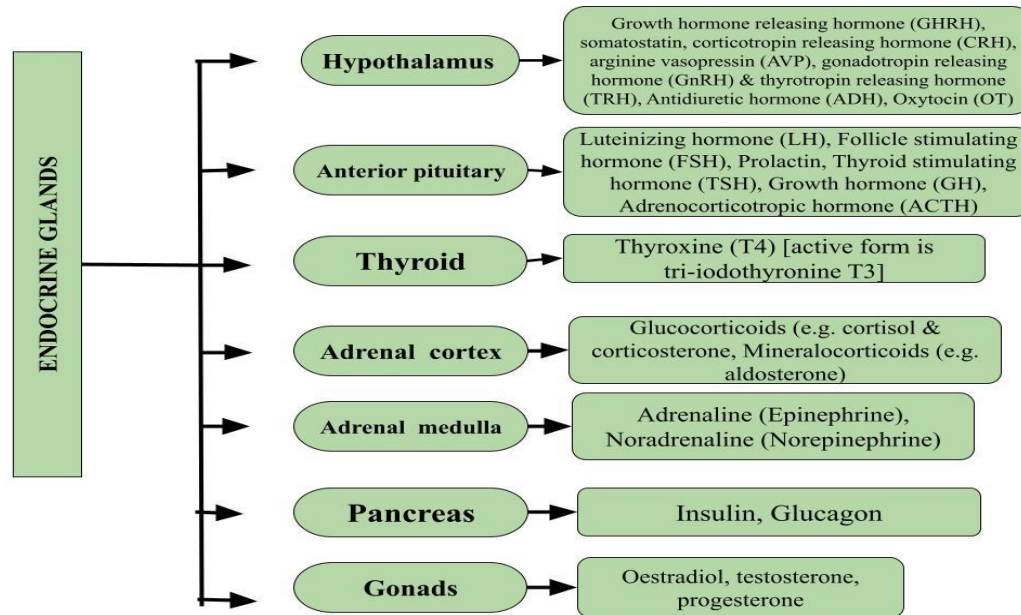 ENDOCRINE GLANDS
Hypothalamus
Growth hormone releasing hormone (GHRH),
somatostatin, corticotropin releasing hormone (CRH),
arginine vasopressin (AVP), gonadotropin releasing
hormone (GnRH) & thyrotropin releasing hormone
(TRH), Antidiuretic hormone (ADH), Oxytocin (OT)
Anterior pituitary
Luteinizing hormone (LH), Follicle stimulating
hormone (FSH), Prolactin, Thyroid stimulating
hormone (TSH), Growth hormone (GH),
Adrenocorticotropic hormone (ACTH)
Thyroid
Thyroxine (T4) [active form is
tri-iodothyronine T3]
Adrenal cortex
Glucocorticoids (e.g. cortisol &
corticosterone, Mineralocorticoids (e.g.
aldosterone)
Adrenal medulla
Adrenaline (Epinephrine),
Noradrenaline (Norepinephrine)
Pancreas
Insulin, Glucagon
Gonads
Oestradiol, testosterone,
progesterone